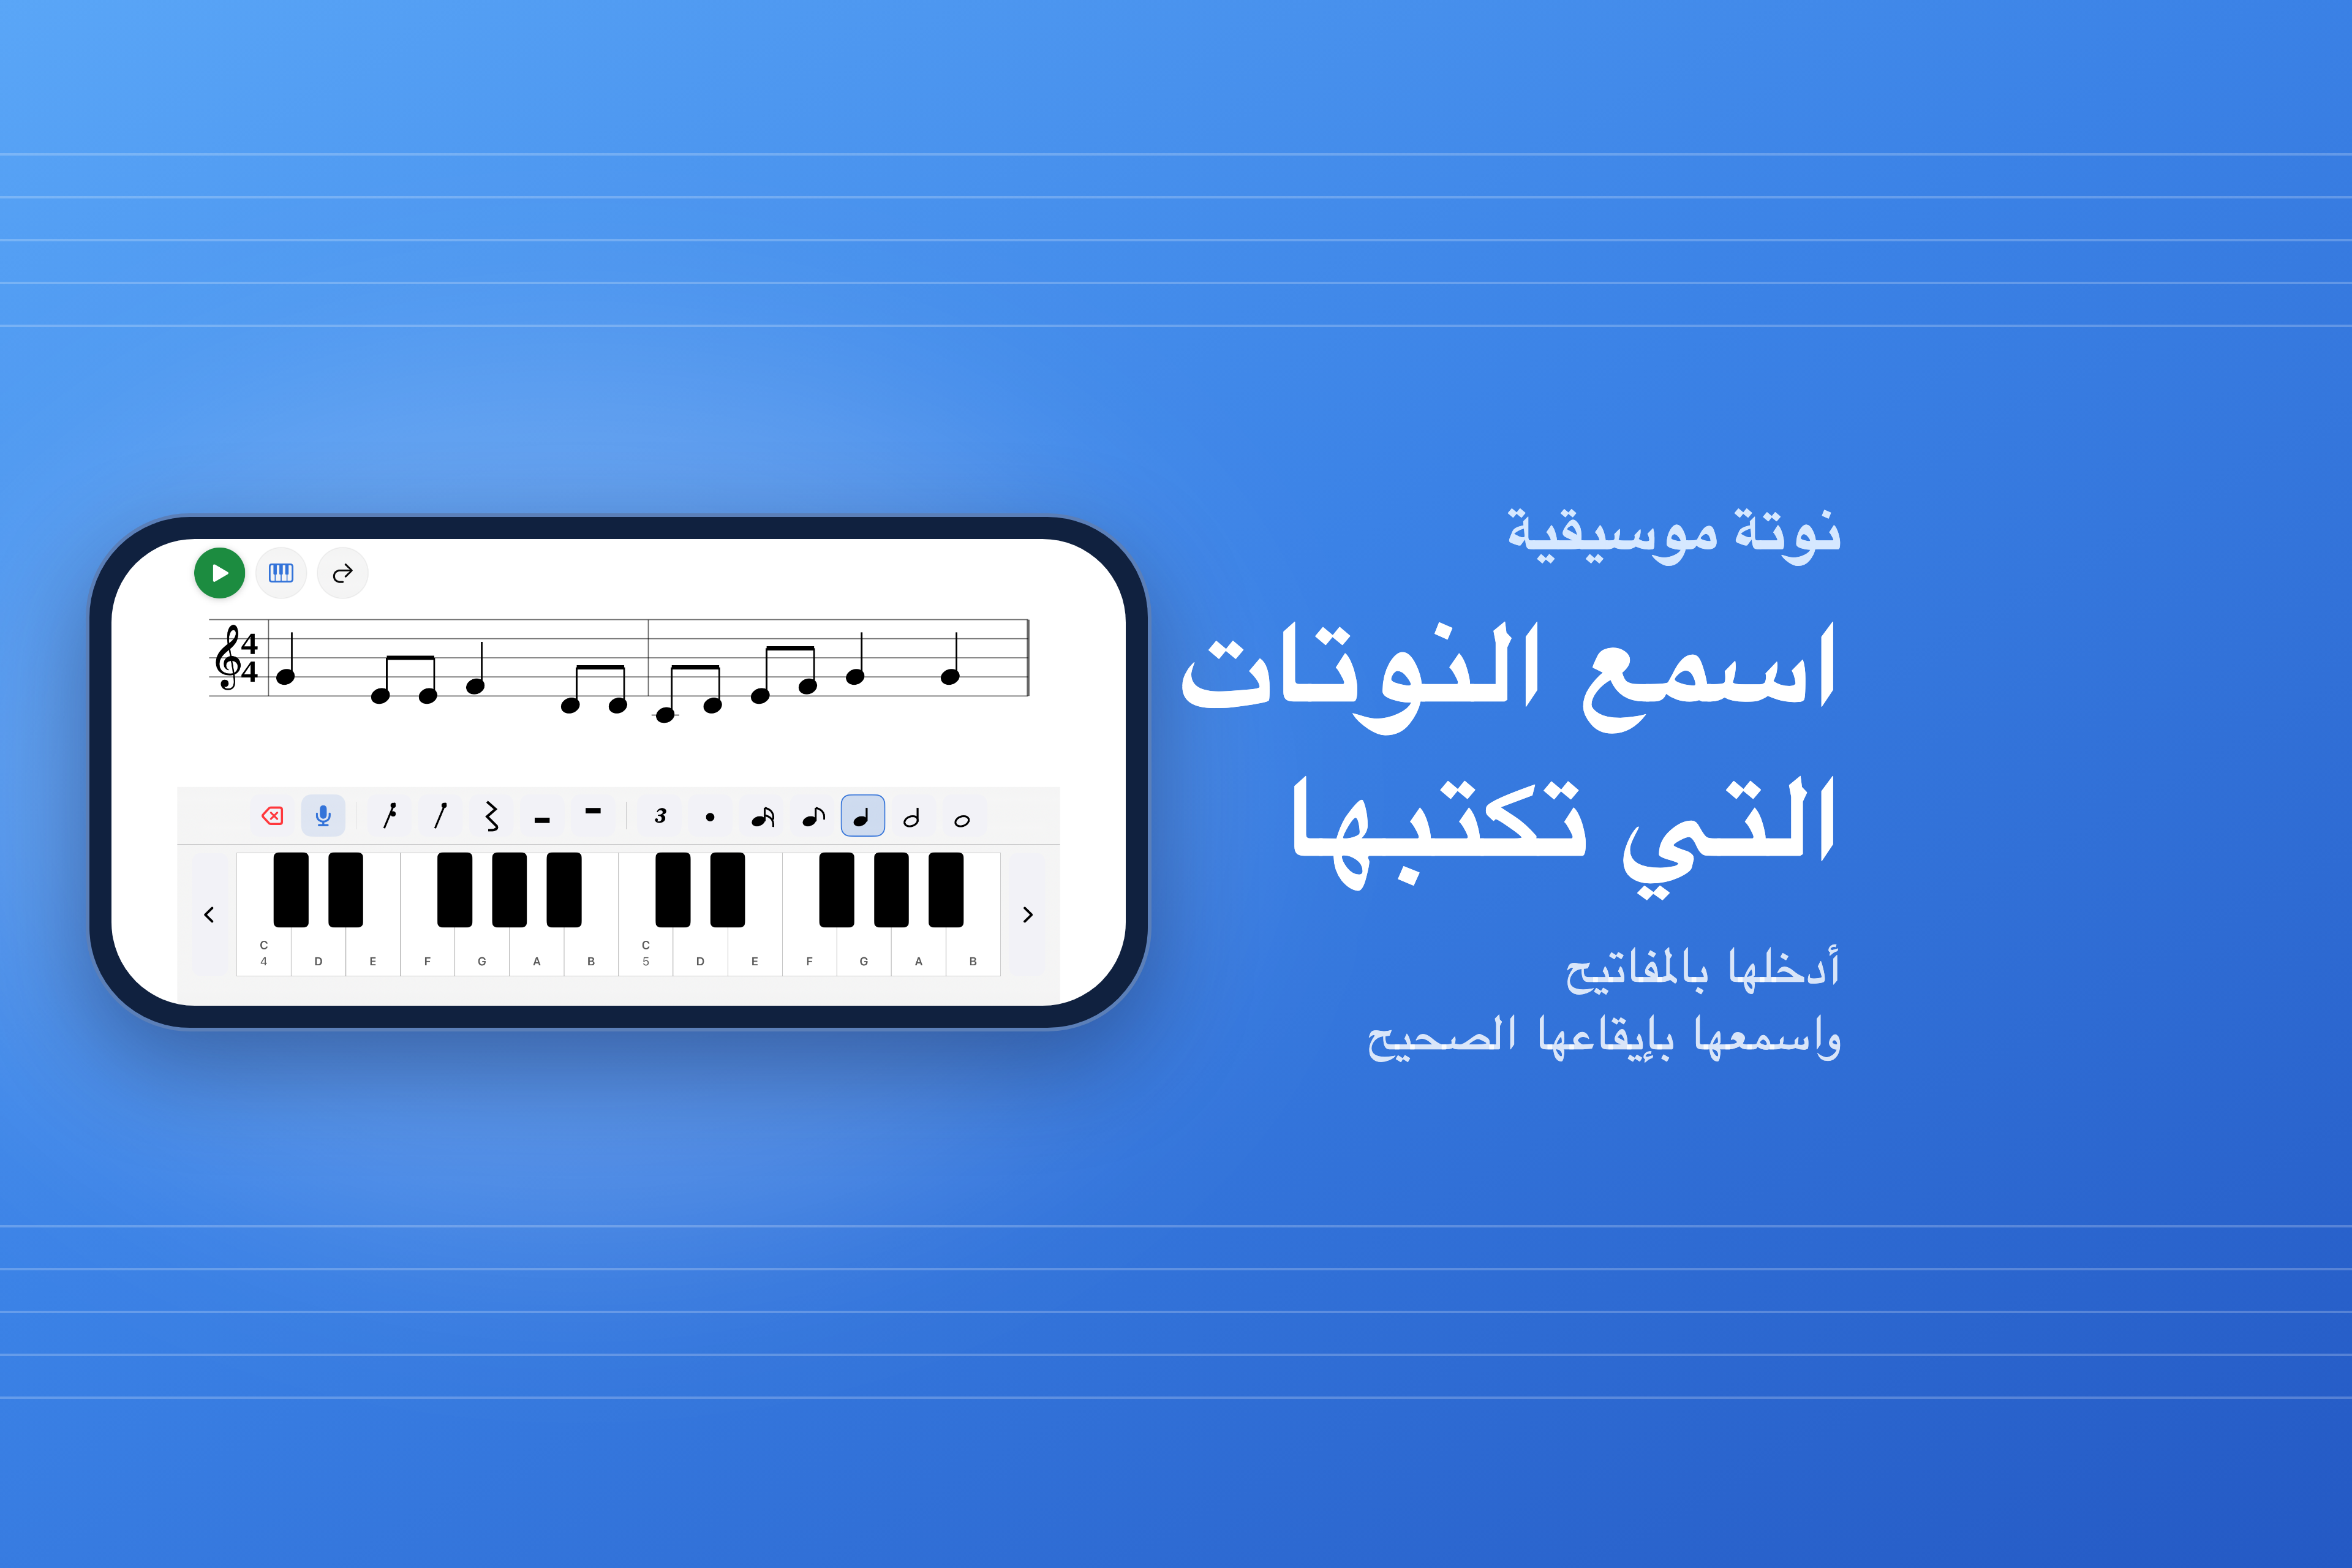 نوتة موسيقية
اسمع النوتات
التي تكتبها
أدخلها بالمفاتيح
واسمعها بإيقاعها الصحيح
4
4
3
C C
4 D E F G A B 5 D E F G A B